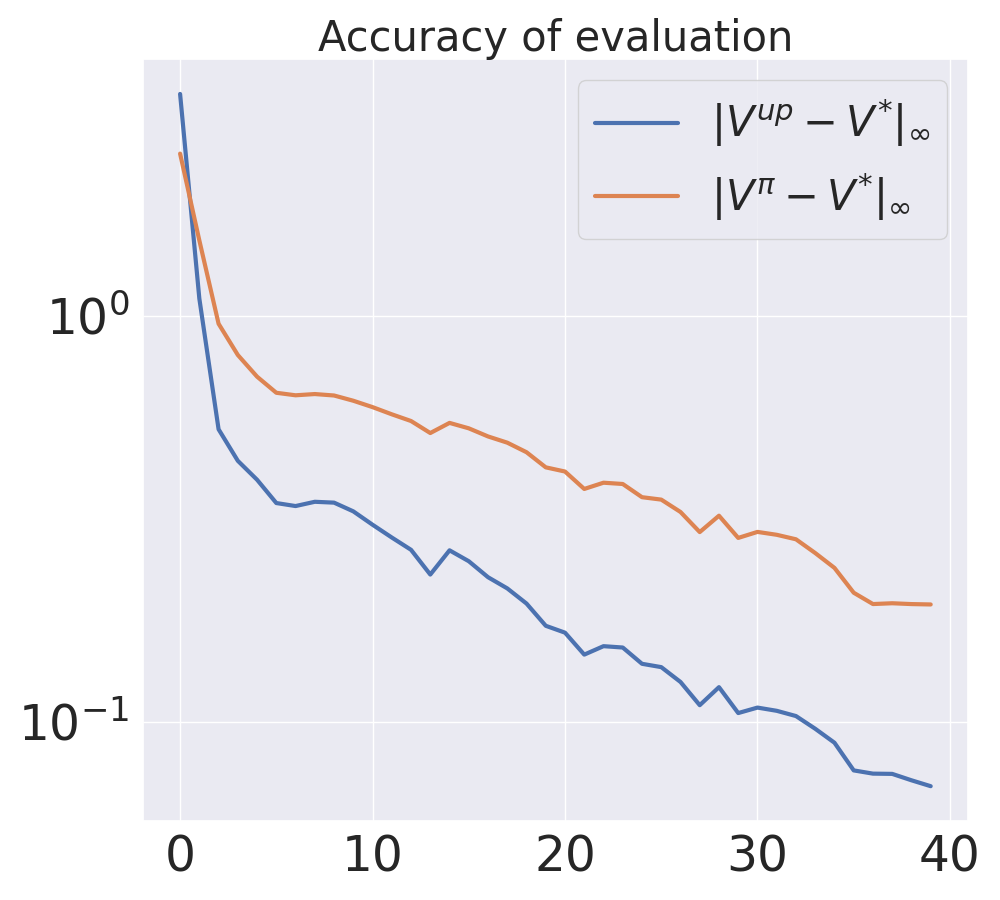 Accuracy of evaluation
|V^{up} − V^*|_∞
|V^π − V^*|_∞
10^0
10^{−1}
0 10 20 30 40